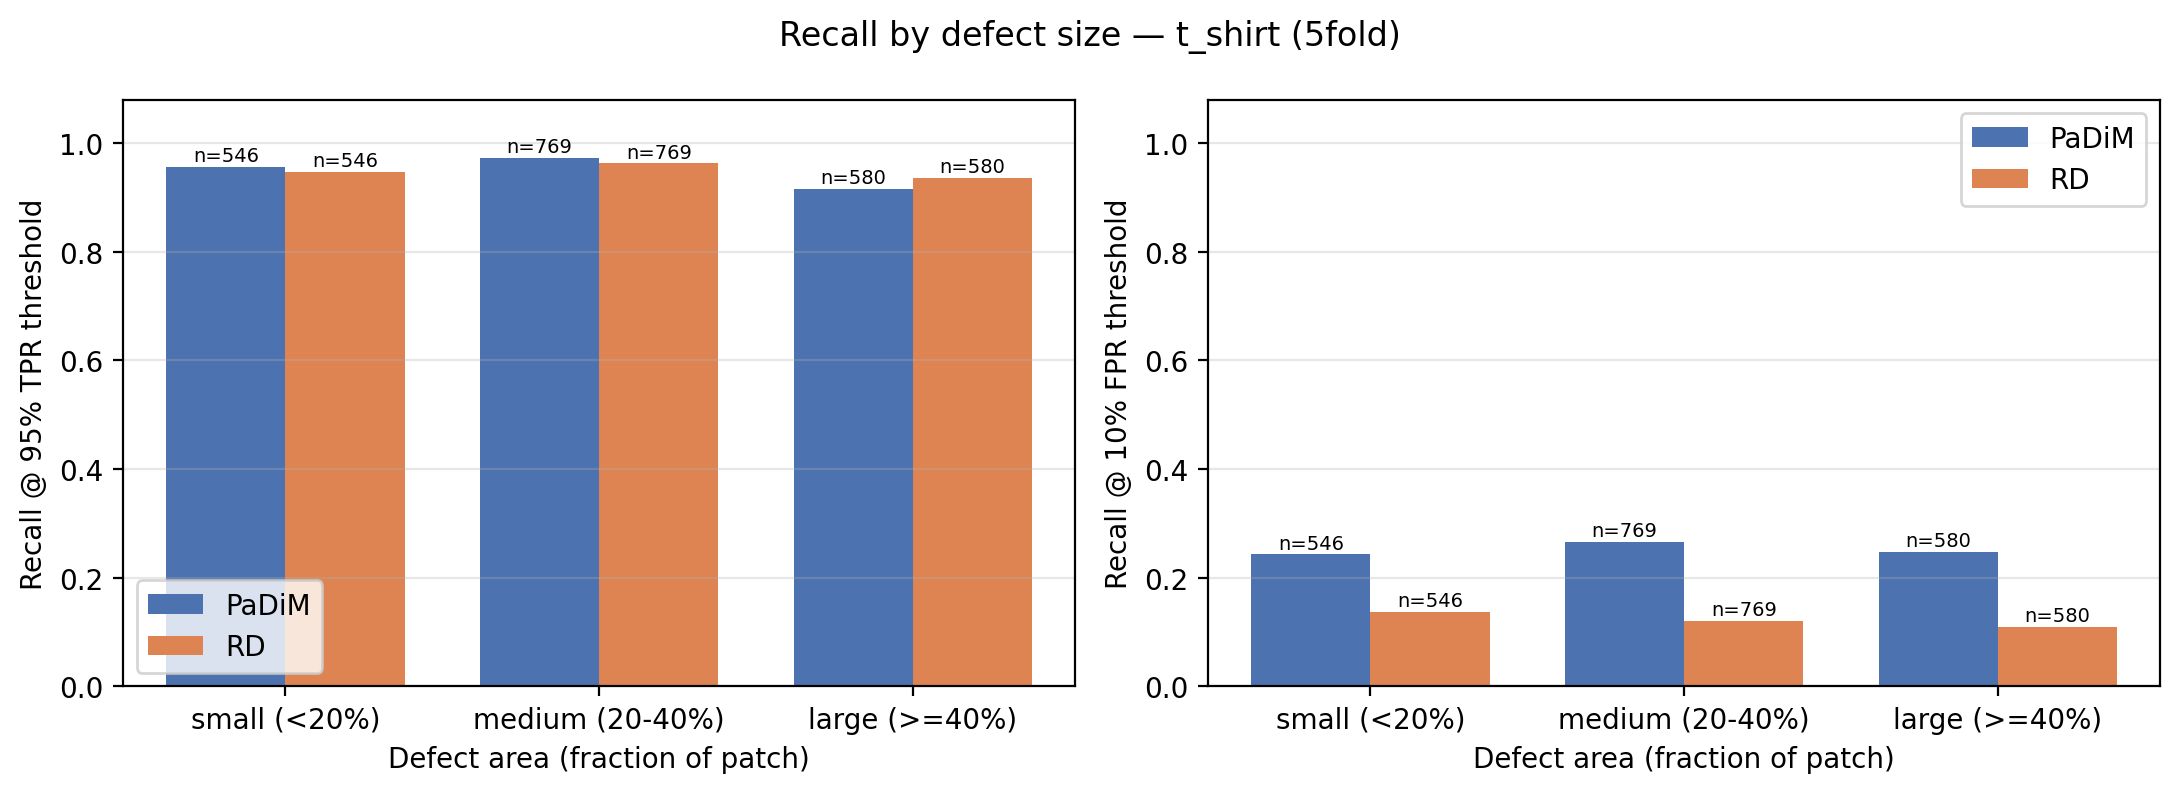 Recall by defect size — t_shirt (5fold)
Recall @ 95% TPR threshold
1.0
0.8
0.6
0.4
0.2
0.0
n=546
n=546
n=769
n=769
n=580
n=580
PaDiM
RD
small (<20%)
medium (20-40%)
large (>=40%)
Defect area (fraction of patch)
Recall @ 10% FPR threshold
1.0
0.8
0.6
0.4
0.2
0.0
PaDiM
RD
n=546
n=546
n=769
n=769
n=580
n=580
small (<20%)
medium (20-40%)
large (>=40%)
Defect area (fraction of patch)